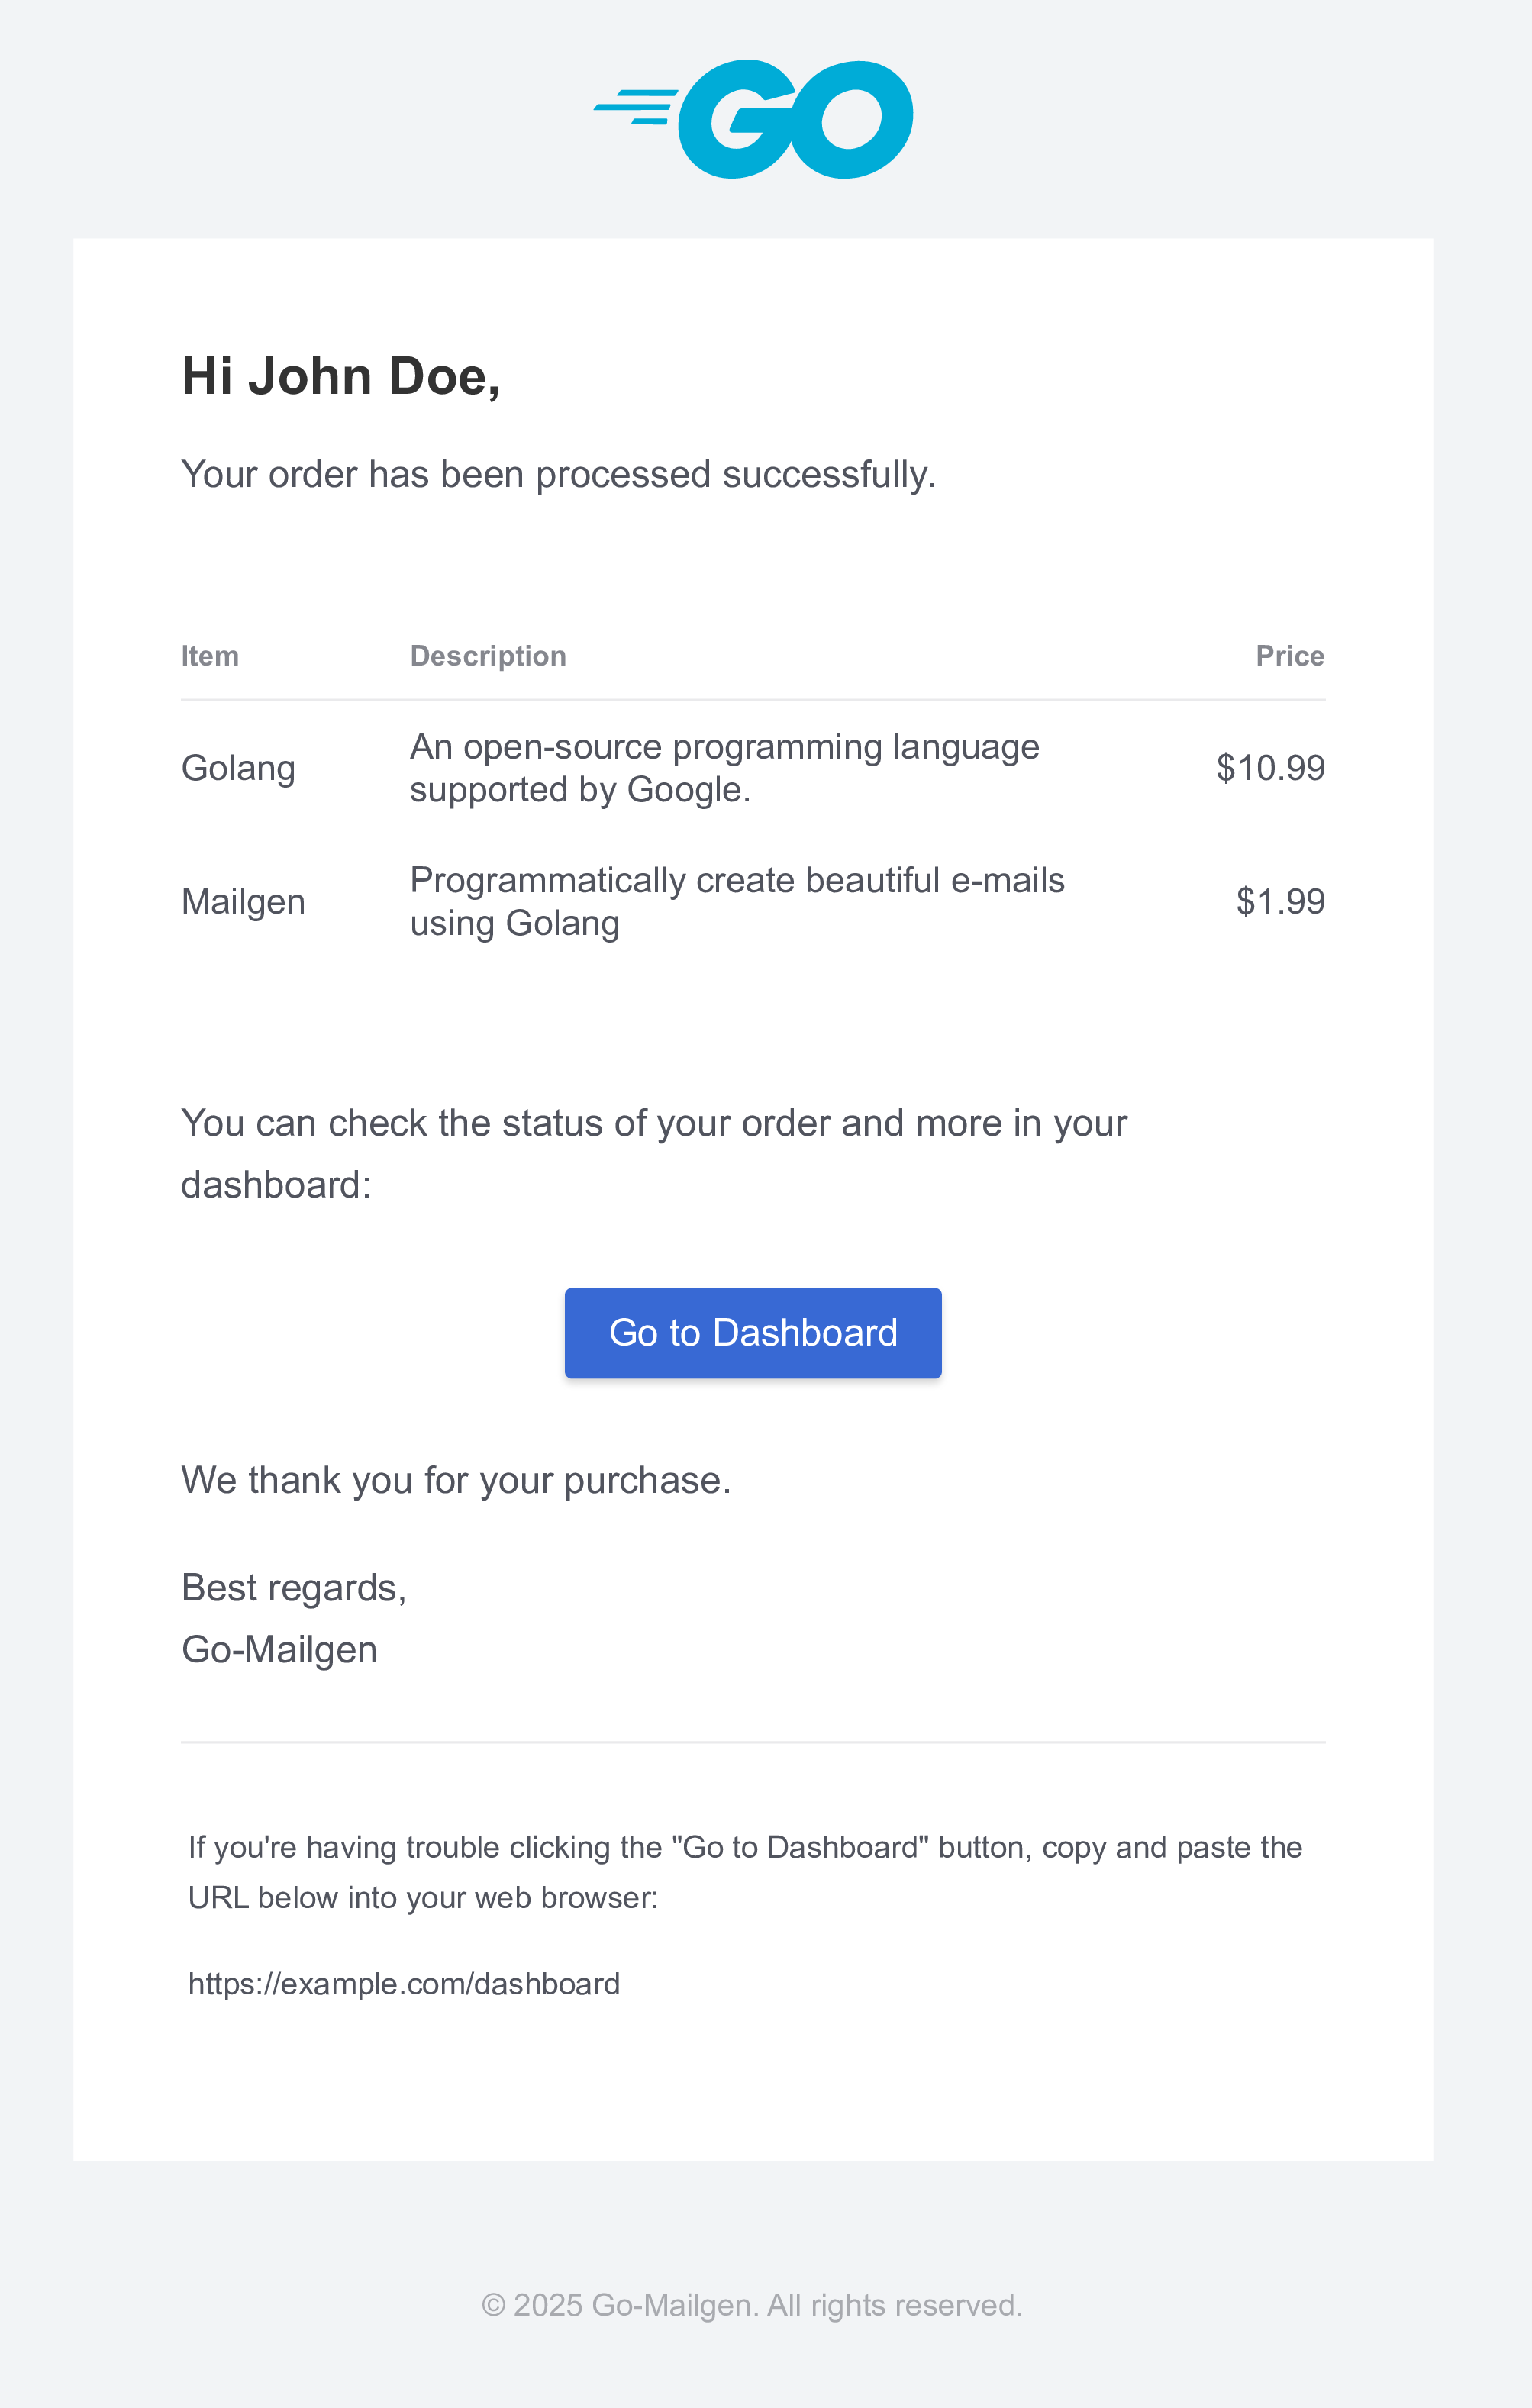 GO
Hi John Doe,
Your order has been processed successfully.
Item Description Price
Golang An open-source programming language supported by Google. $10.99
Mailgen Programmatically create beautiful e-mails using Golang $1.99
You can check the status of your order and more in your
dashboard:
Go to Dashboard
We thank you for your purchase.
Best regards,
Go-Mailgen
If you're having trouble clicking the "Go to Dashboard" button, copy and paste the
URL below into your web browser:
https://example.com/dashboard
© 2025 Go-Mailgen. All rights reserved.